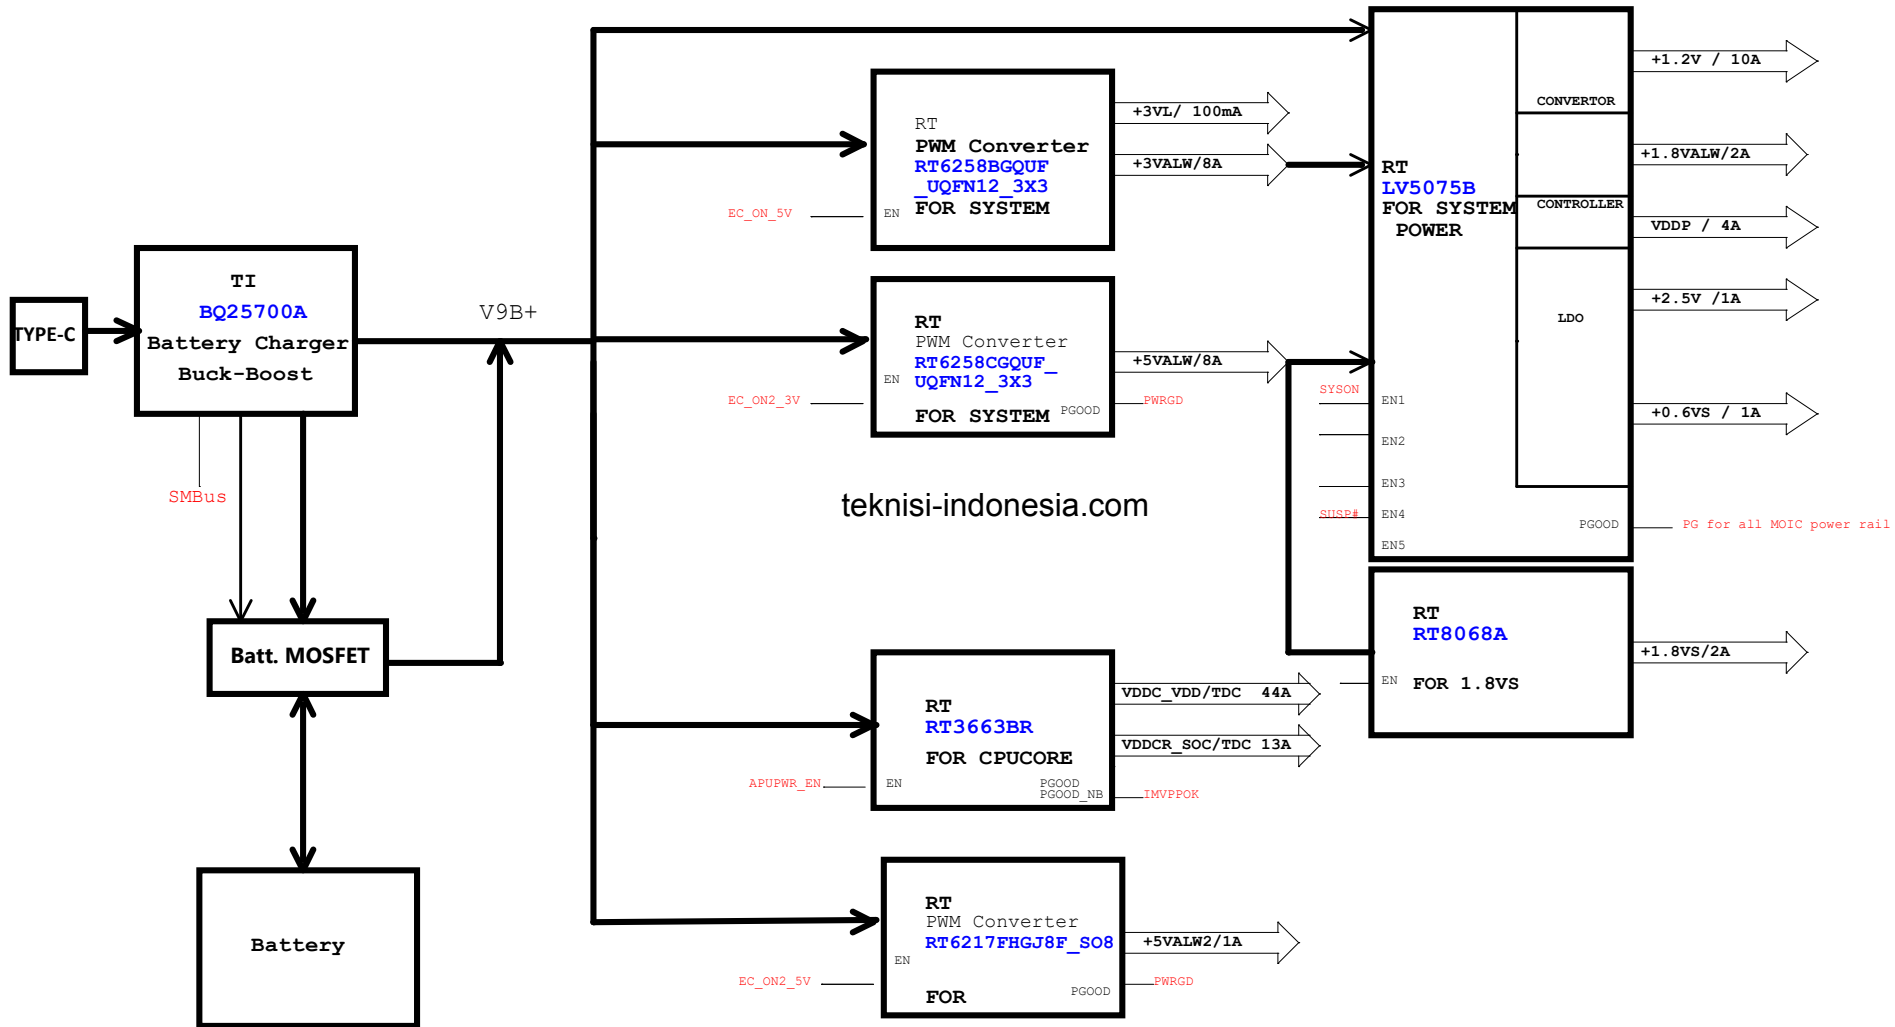 TYPE-C
TI
BQ25700A
Battery Charger
Buck-Boost
SMBus
V9B+
Batt. MOSFET
Battery
RT
PWM Converter
RT6258BGQUF
_UQFN12_3X3
FOR SYSTEM
EC_ON_5V
EN
+3VL/ 100mA
+3VALW/8A
RT
PWM Converter
RT6258CGQUF_
UQFN12_3X3
FOR SYSTEM
EN
EC_ON2_3V
PGOOD
PWRGD
+5VALW/8A
teknisi-indonesia.com
RT
RT3663BR
FOR CPUCORE
APUPWR_EN
EN
PGOOD
PGOOD_NB
IMVPPOK
VDDC_VDD/TDC 44A
VDDCR_SOC/TDC 13A
RT
PWM Converter
RT6217FHGJ8F_SO8
EN
EC_ON2_5V
FOR
PGOOD
PWRGD
+5VALW2/1A
RT
LV5075B
FOR SYSTEM
POWER
CONVERTOR
CONTROLLER
LDO
SYSON
EN1
EN2
EN3
SUSP#
EN4
EN5
PGOOD
PG for all MOIC power rail
+1.2V / 10A
+1.8VALW/2A
VDDP / 4A
+2.5V /1A
+0.6VS / 1A
RT
RT8068A
EN
FOR 1.8VS
+1.8VS/2A